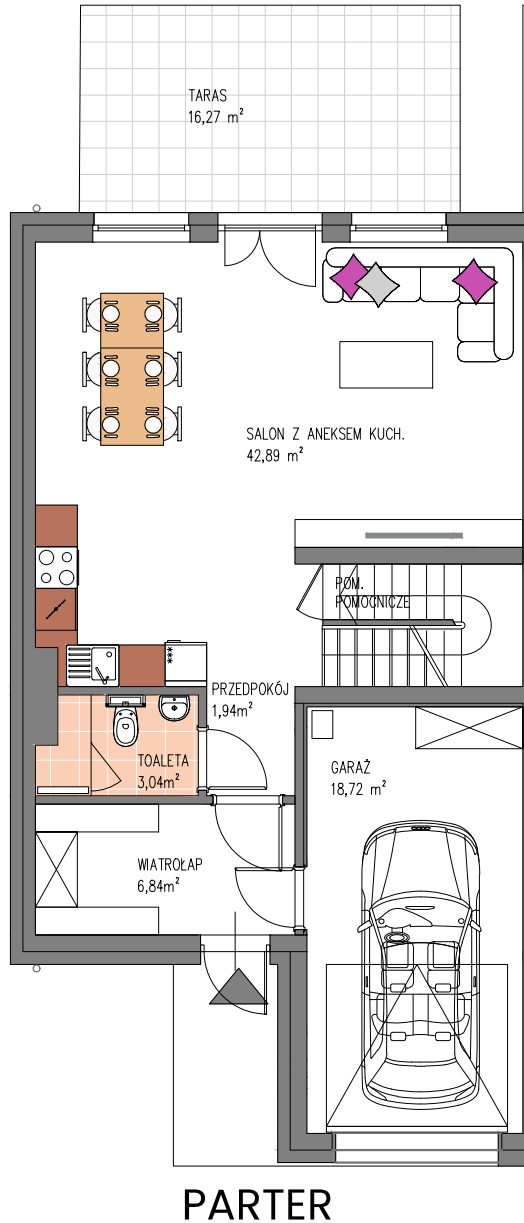 TARAS
16,27 m²
SALON Z ANEKSEM KUCH.
42,89 m²
POM.
POMOCNICZE
PRZEDPOKÓJ
1,94m²
TOALETA
3,04m²
GARAŻ
18,72 m²
WIATROŁAP
6,84m²
PARTER